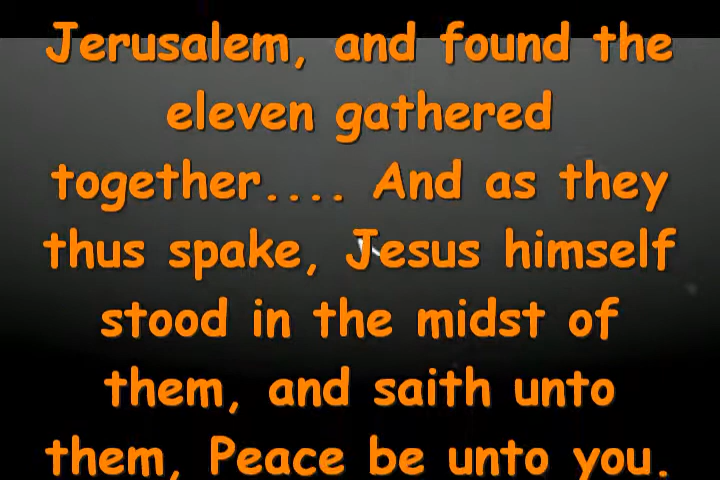 Jerusalem, and found the
eleven gathered
together.... And as they
thus spake, Jesus himself
stood in the midst of
them, and saith unto
them, Peace be unto you.